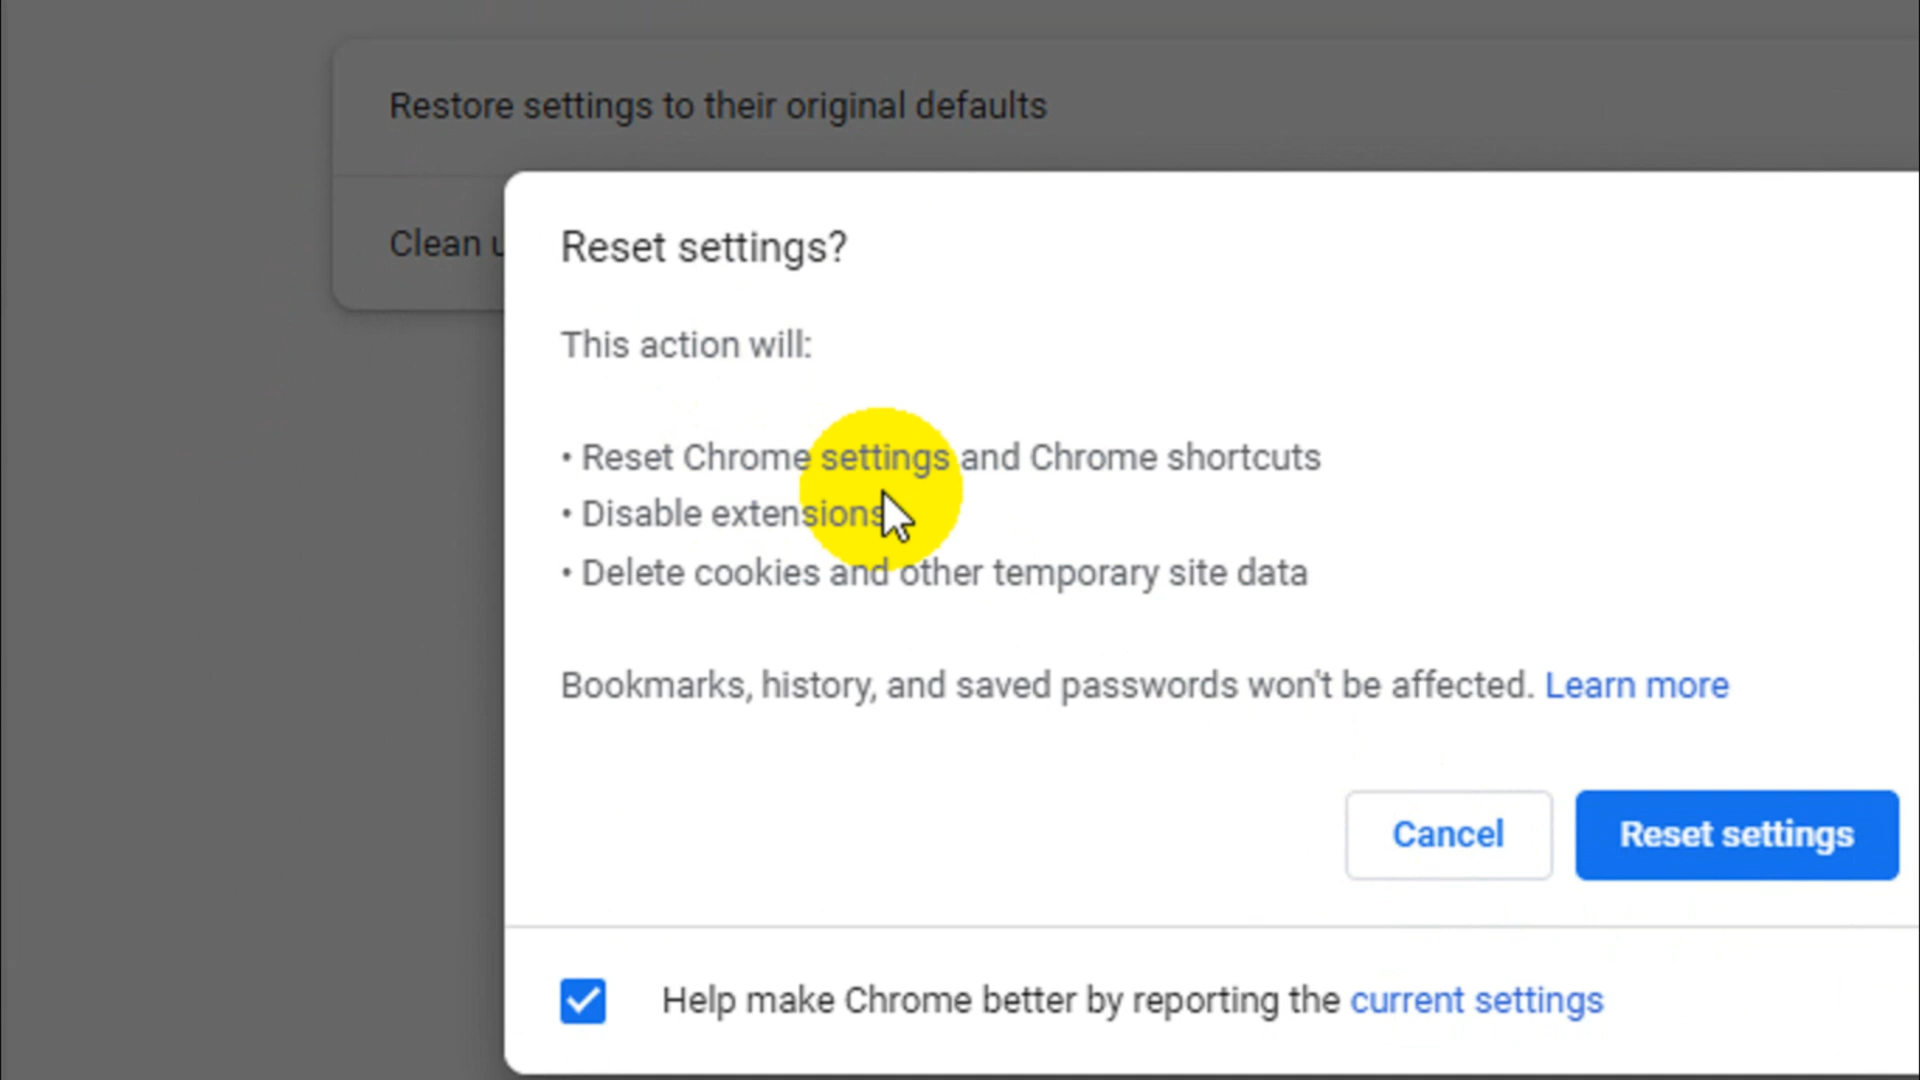 Restore settings to their original defaults
Clean u
Reset settings?
This action will:
• Reset Chrome settings and Chrome shortcuts
• Disable extensions
• Delete cookies and other temporary site data
Bookmarks, history, and saved passwords won't be affected. Learn more
Cancel Reset settings
Help make Chrome better by reporting the current settings